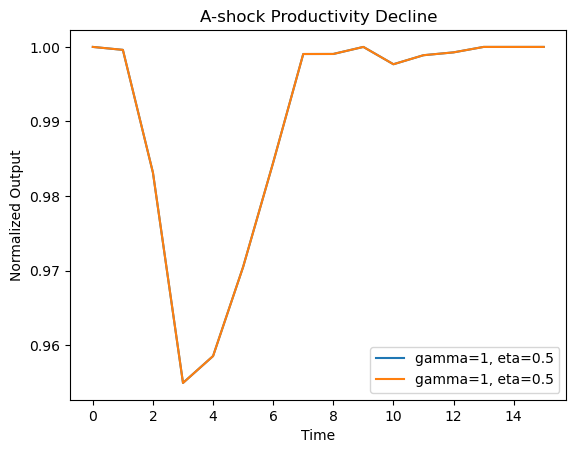 A-shock Productivity Decline
Normalized Output
1.00
0.99
0.98
0.97
0.96
0 2 4 6 8 10 12 14
Time
gamma=1, eta=0.5
gamma=1, eta=0.5